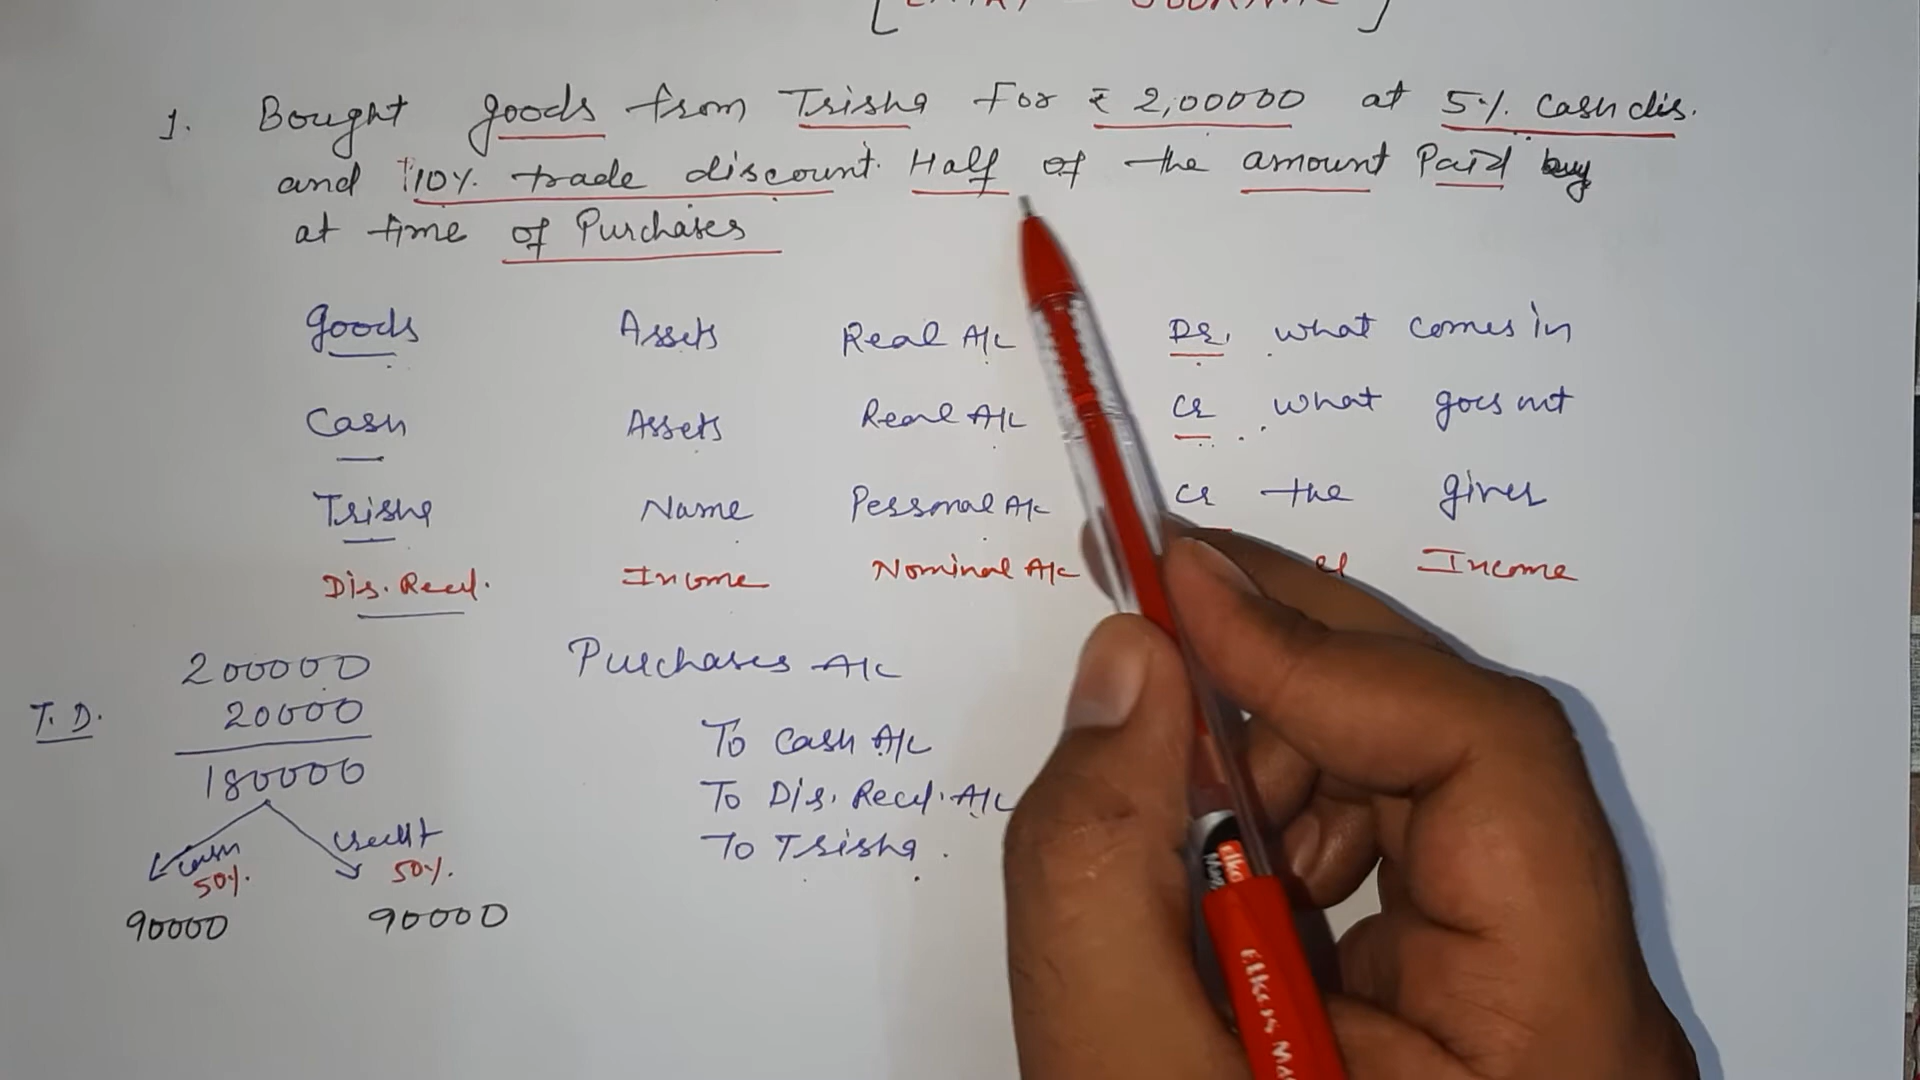 1. Bought goods from Trisha For ₹ 2,00000 at 5% cash dis.
and 10% trade discount. Half of the amount Paid
at time of Purchases
goods Assets Real A/c Dr. what comes in
Cash Assets Real A/c Cr. what goes out
Trisha Name Personal A/c Cr the giver
Dis. Recd. Income Nominal A/c Income
200000
T.D. 20000
180000
cash credit
50% 50%
90000 90000
Purchases A/c
To Cash A/c
To Dis. Recd. A/c
To Trisha.
Elkos